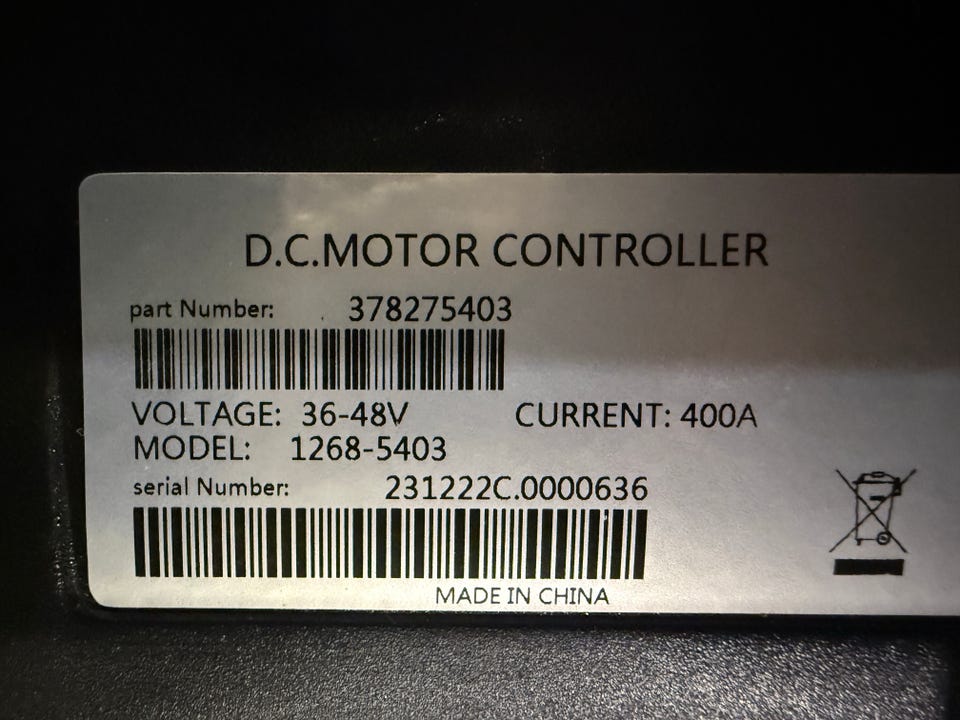 D.C.MOTOR CONTROLLER
part Number: 378275403
VOLTAGE: 36-48V CURRENT: 400A
MODEL: 1268-5403
serial Number: 231222C.0000636
MADE IN CHINA